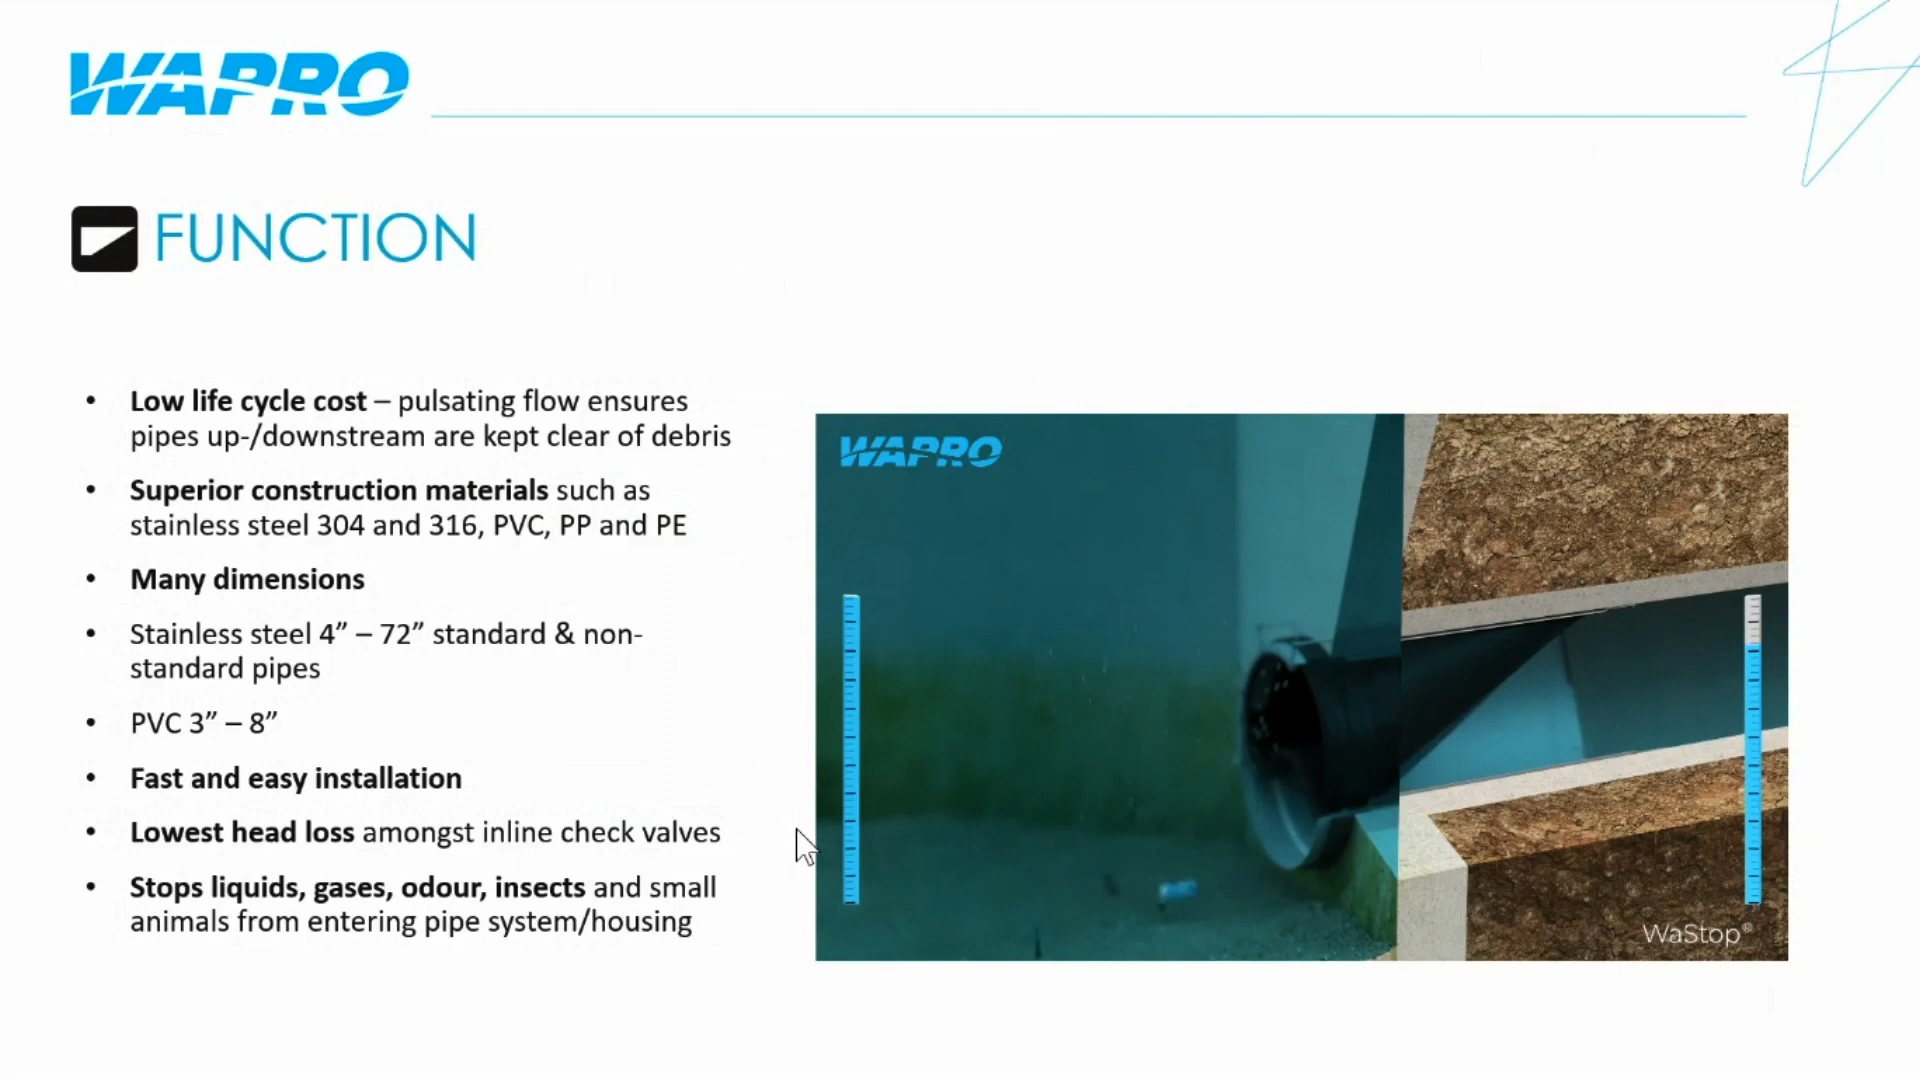 WAPRO
FUNCTION
• Low life cycle cost – pulsating flow ensures
pipes up-/downstream are kept clear of debris
• Superior construction materials such as
stainless steel 304 and 316, PVC, PP and PE
• Many dimensions
• Stainless steel 4” – 72” standard & non-
standard pipes
• PVC 3” – 8”
• Fast and easy installation
• Lowest head loss amongst inline check valves
• Stops liquids, gases, odour, insects and small
animals from entering pipe system/housing
WAPRO
WaStop®